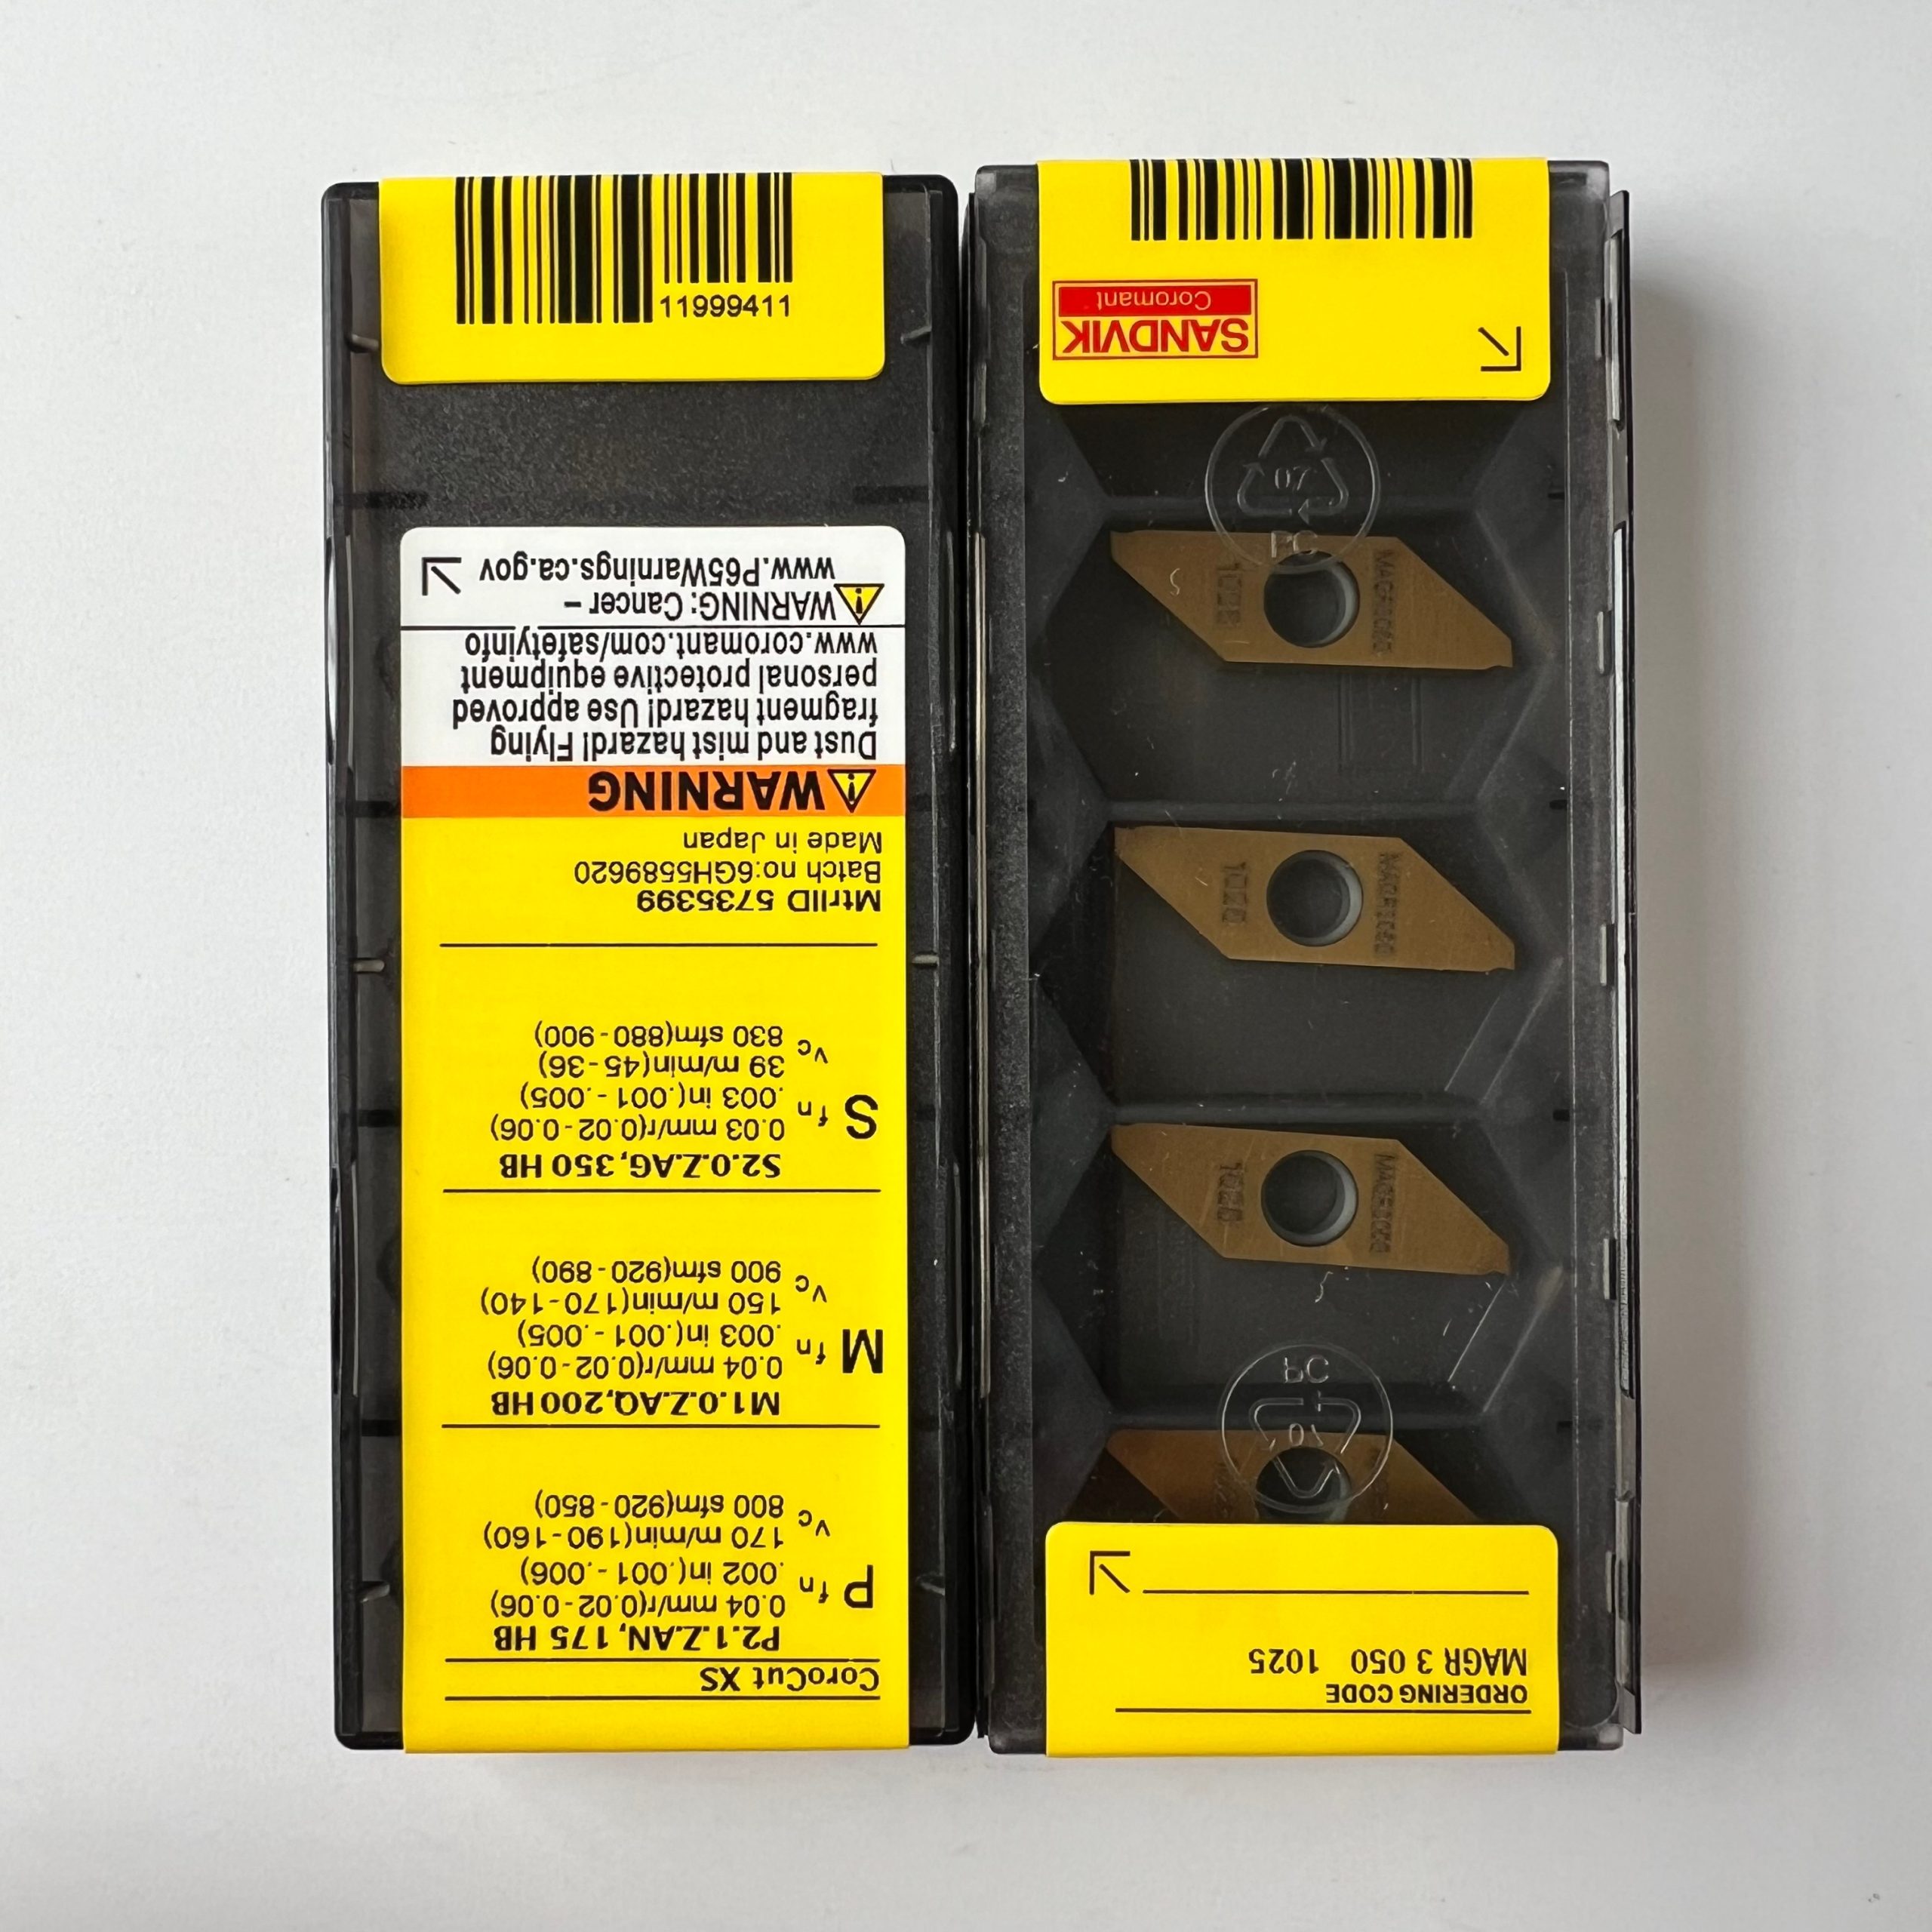 ORDERING CODE
MAGR 3 050 1025
07
PC
PC
07
SANDVIK
Coromant
CoroCut XS
P2.1.Z.AN, 175 HB
P fn 0.04 mm/r(0.02-0.06)
.002 in(.001 - .006)
vc 170 m/min(190-160)
800 sfm(920-850)
M1.0.Z.AQ,200 HB
M fn 0.04 mm/r(0.02-0.06)
.003 in(.001 - .005)
vc 150 m/min(170-140)
900 sfm(920-890)
S2.0.Z.AG,350 HB
S fn 0.03 mm/r(0.02-0.06)
.003 in(.001 - .005)
vc 39 m/min(45-36)
830 sfm(880-900)
MtrlID 5735399
Batch no:6GH5589620
Made in Japan
WARNING
Dust and mist hazard! Flying
fragment hazard! Use approved
personal protective equipment
www.coromant.com/safetyinfo
WARNING: Cancer –
www.P65Warnings.ca.gov
11999411